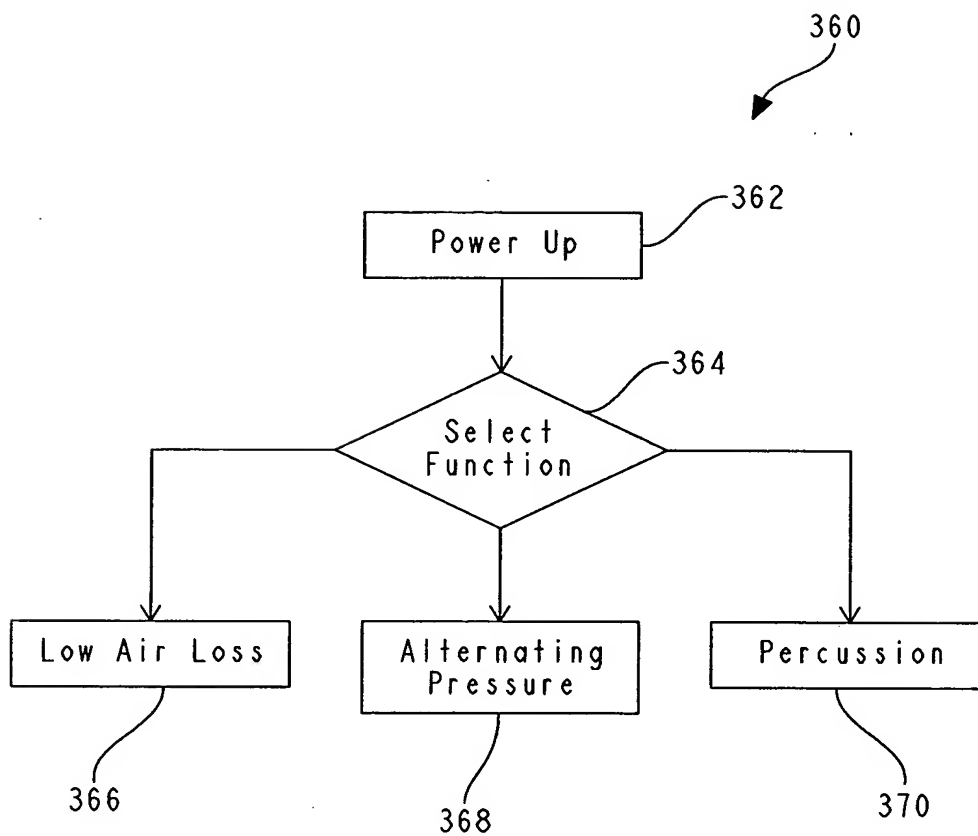 360
362
Power Up
364
Select
Function
Low Air Loss
Alternating
Pressure
Percussion
366
368
370